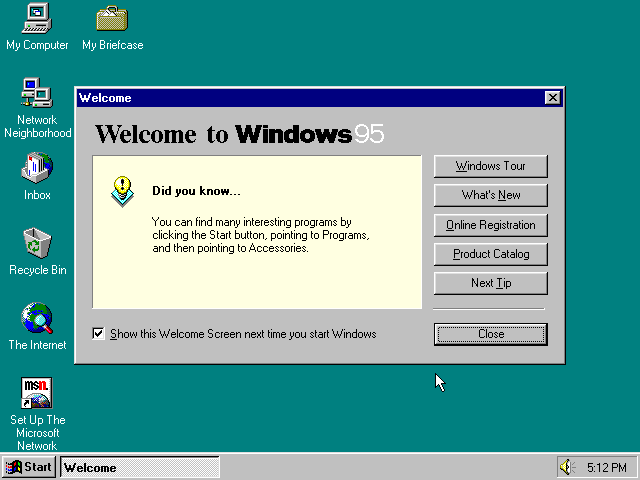 My Computer
My Briefcase
Network
Neighborhood
Inbox
Recycle Bin
The Internet
msn
Set Up The
Microsoft
Network
Welcome
Welcome to Windows 95
Did you know...
You can find many interesting programs by
clicking the Start button, pointing to Programs,
and then pointing to Accessories.
Windows Tour
What's New
Online Registration
Product Catalog
Next Tip
Show this Welcome Screen next time you start Windows
Close
Start
Welcome
5:12 PM